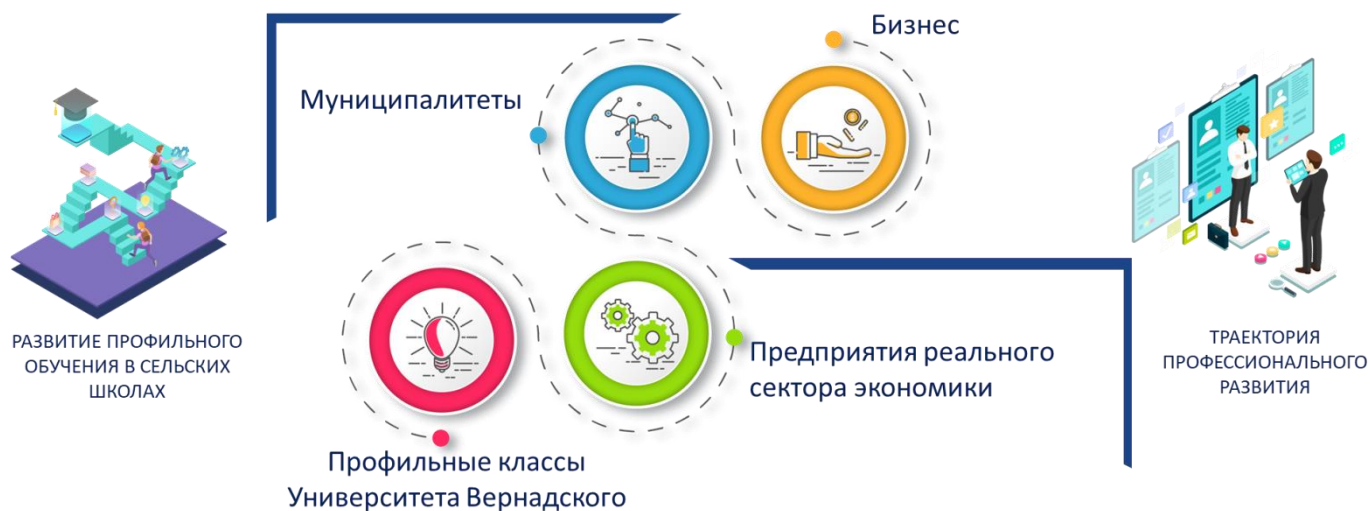 Бизнес
Муниципалитеты
РАЗВИТИЕ ПРОФИЛЬНОГО
ОБУЧЕНИЯ В СЕЛЬСКИХ
ШКОЛАХ
Предприятия реального
сектора экономики
ТРАЕКТОРИЯ
ПРОФЕССИОНАЛЬНОГО
РАЗВИТИЯ
Профильные классы
Университета Вернадского